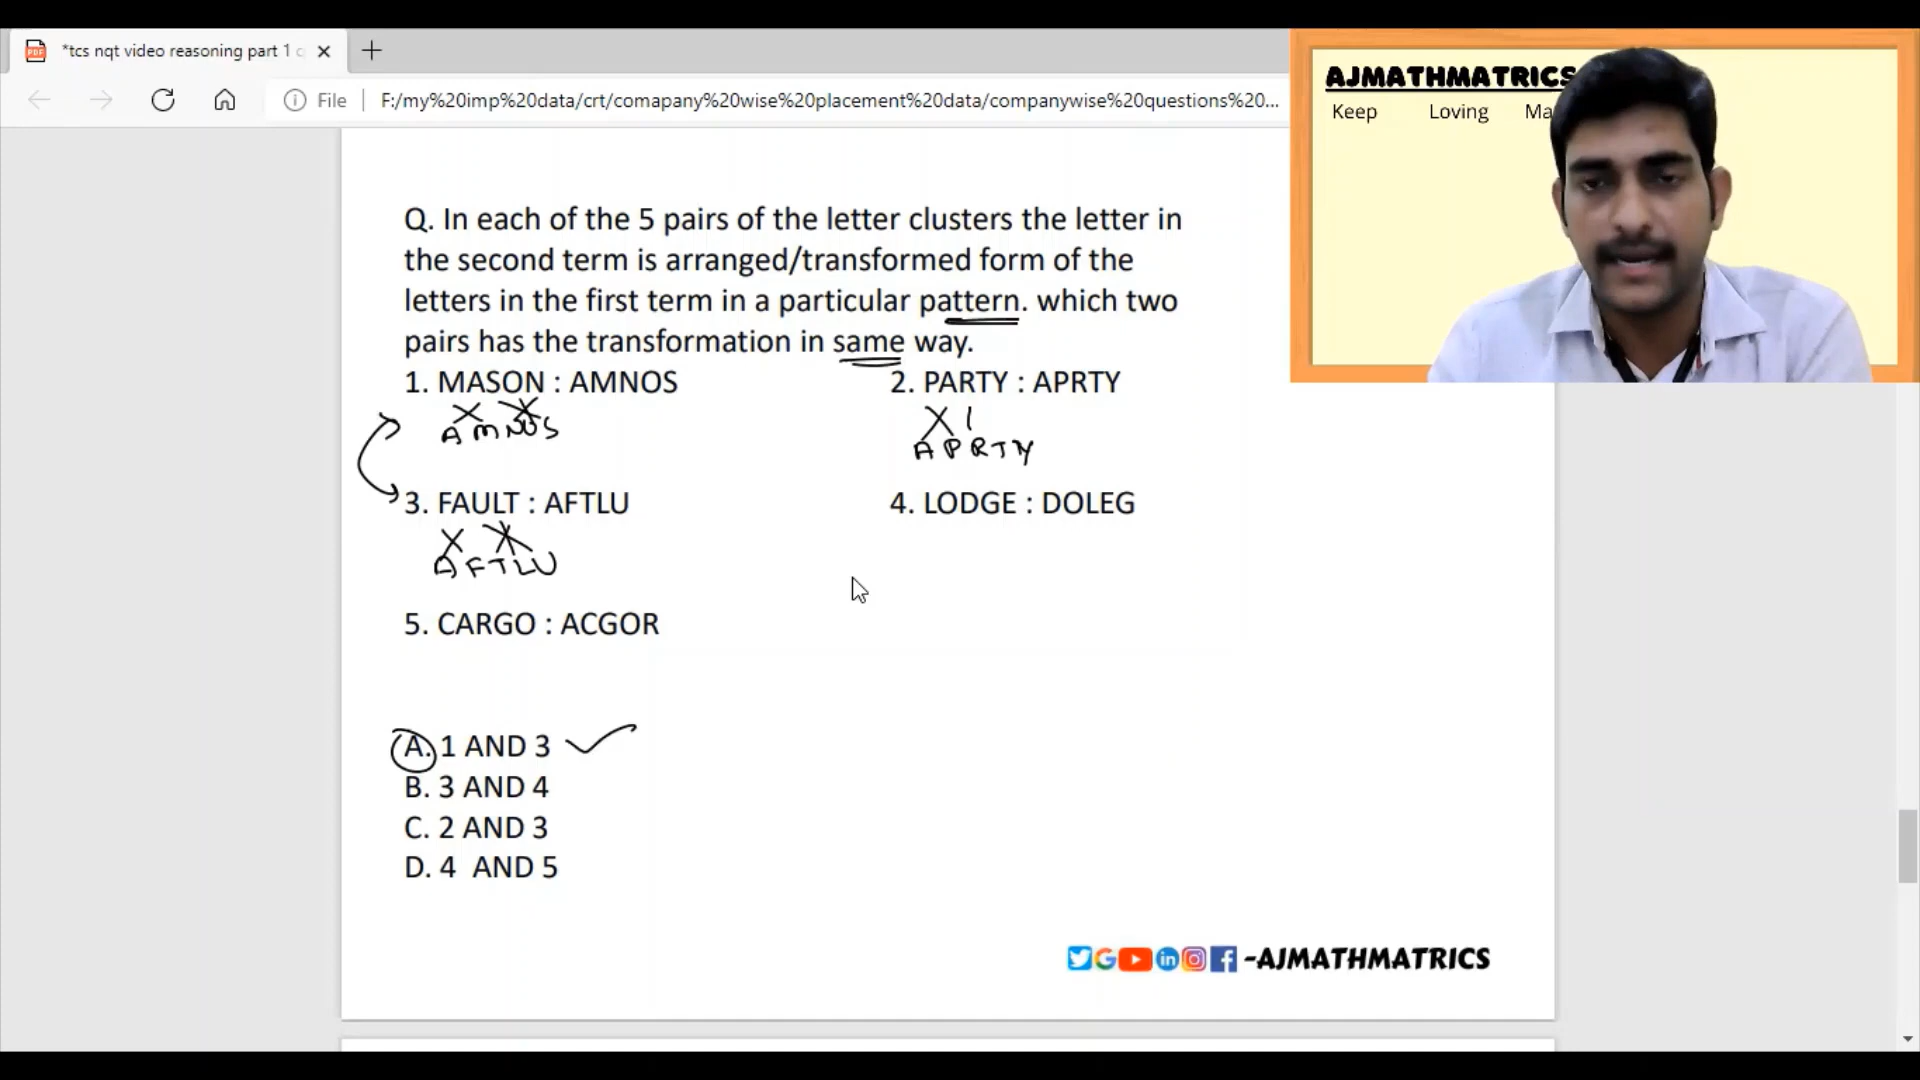 *tcs nqt video reasoning part 1 c
File F:/my%20imp%20data/crt/comapany%20wise%20placement%20data/companywise%20questions%20...
AJMATHMATRICS
Keep Loving Ma
Q. In each of the 5 pairs of the letter clusters the letter in
the second term is arranged/transformed form of the
letters in the first term in a particular pattern. which two
pairs has the transformation in same way.
1. MASON : AMNOS 2. PARTY : APRTY
AMNOS APRTY
3. FAULT : AFTLU 4. LODGE : DOLEG
AFTLU
5. CARGO : ACGOR
A. 1 AND 3
B. 3 AND 4
C. 2 AND 3
D. 4 AND 5
-AJMATHMATRICS